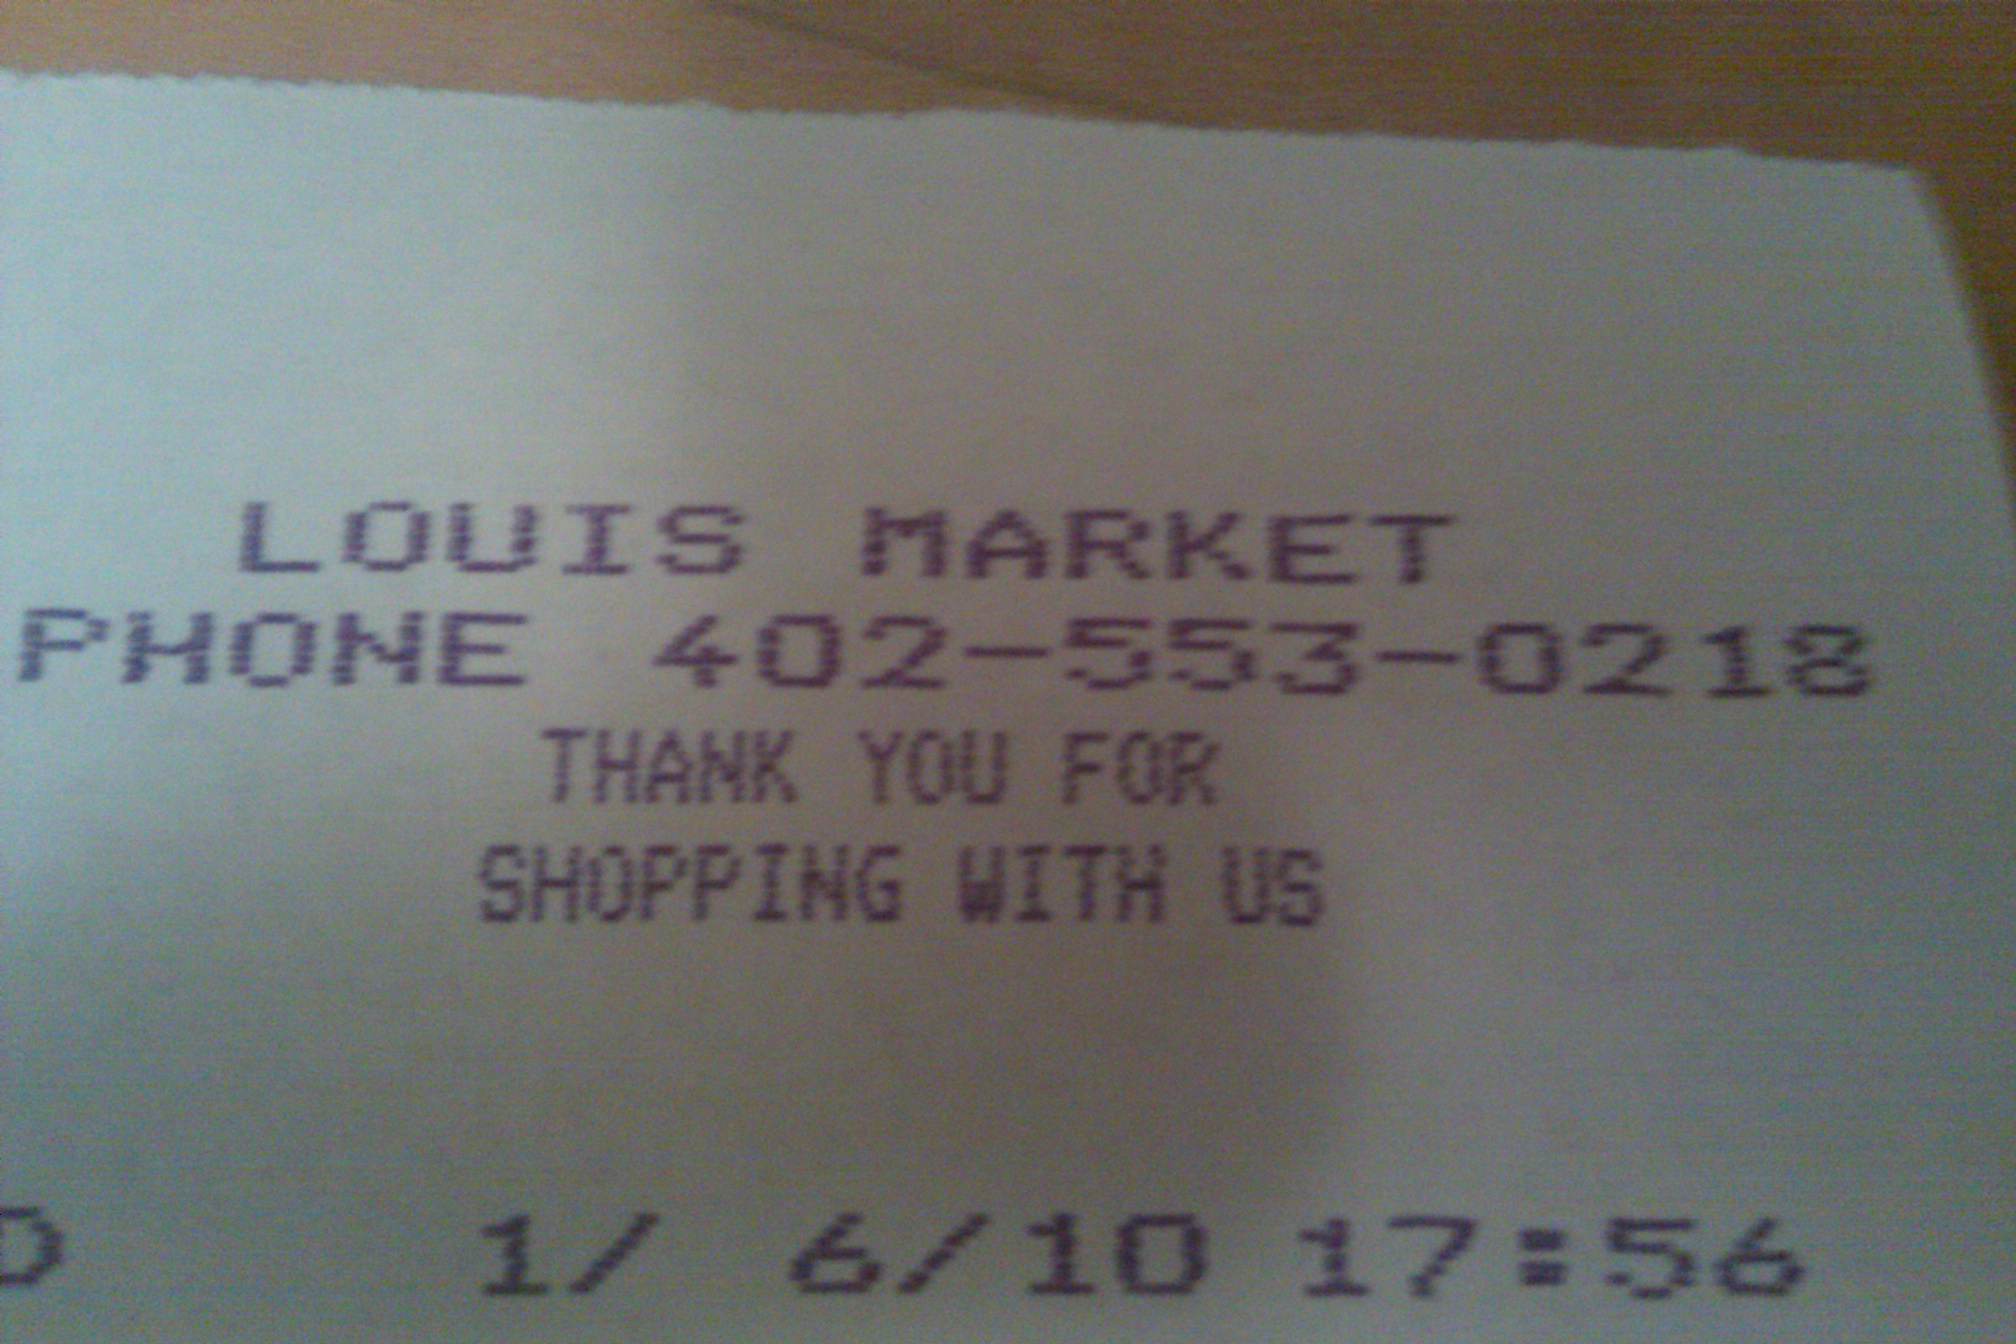 LOUIS MARKET
PHONE 402-553-0218
THANK YOU FOR
SHOPPING WITH US
1/ 6/10 17:56